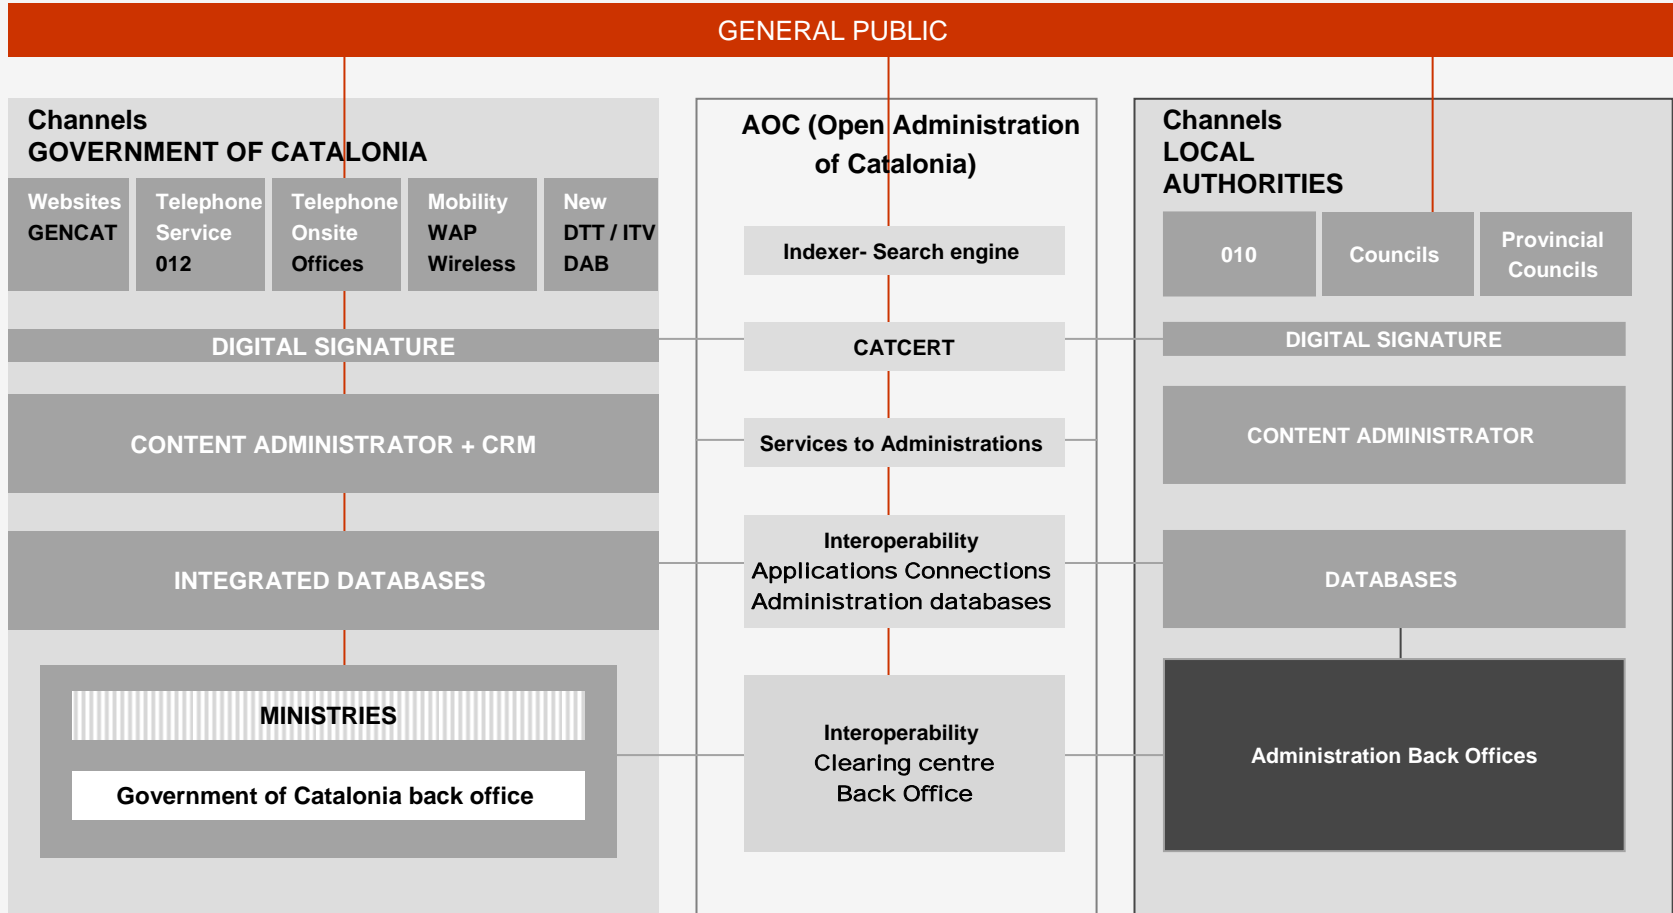 GENERAL PUBLIC
Channels
GOVERNMENT OF CATALONIA
Websites
GENCAT
Telephone
Service
012
Telephone
Onsite
Offices
Mobility
WAP
Wireless
New
DTT / ITV
DAB
DIGITAL SIGNATURE
CONTENT ADMINISTRATOR + CRM
INTEGRATED DATABASES
MINISTRIES
Government of Catalonia back office
AOC (Open Administration
of Catalonia)
Indexer- Search engine
CATCERT
Services to Administrations
Interoperability
Applications Connections
Administration databases
Interoperability
Clearing centre
Back Office
Channels
LOCAL
AUTHORITIES
010
Councils
Provincial
Councils
DIGITAL SIGNATURE
CONTENT ADMINISTRATOR
DATABASES
Administration Back Offices